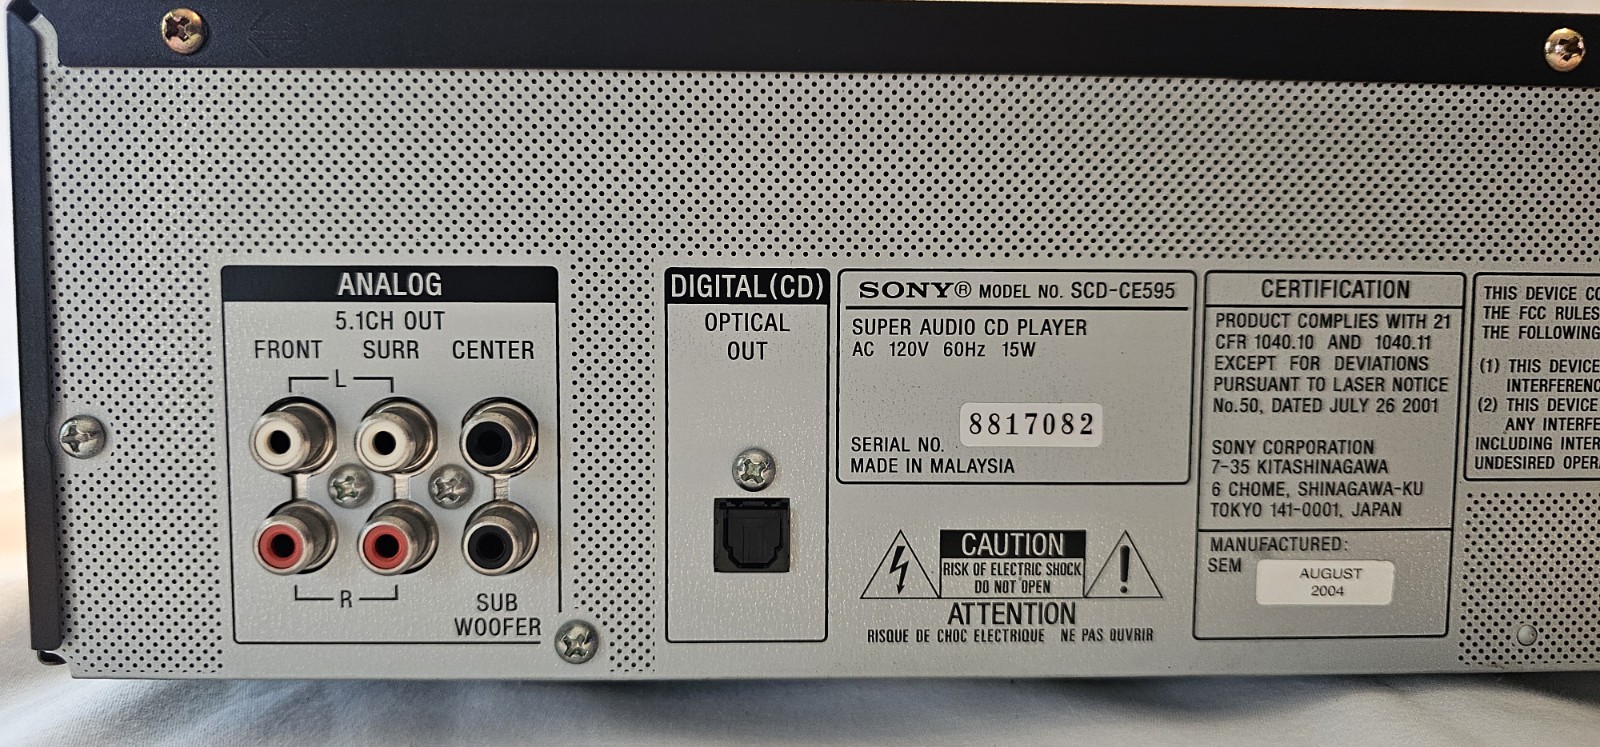 ANALOG
5.1CH OUT
FRONT SURR CENTER
L
R
SUB
WOOFER
DIGITAL(CD)
OPTICAL
OUT
SONY® MODEL NO. SCD-CE595
SUPER AUDIO CD PLAYER
AC 120V 60Hz 15W
8817082
SERIAL NO.
MADE IN MALAYSIA
CAUTION
RISK OF ELECTRIC SHOCK
DO NOT OPEN
ATTENTION
RISQUE DE CHOC ELECTRIQUE NE PAS OUVRIR
CERTIFICATION
PRODUCT COMPLIES WITH 21
CFR 1040.10 AND 1040.11
EXCEPT FOR DEVIATIONS
PURSUANT TO LASER NOTICE
No.50, DATED JULY 26 2001
SONY CORPORATION
7-35 KITASHINAGAWA
6 CHOME, SHINAGAWA-KU
TOKYO 141-0001, JAPAN
MANUFACTURED:
SEM
AUGUST
2004
THIS DEVICE
THE FCC RULES
THE FOLLOWING
(1) THIS DEVICE
(2) THIS DEVICE
ANY
INCLUDING
UNDESIRED